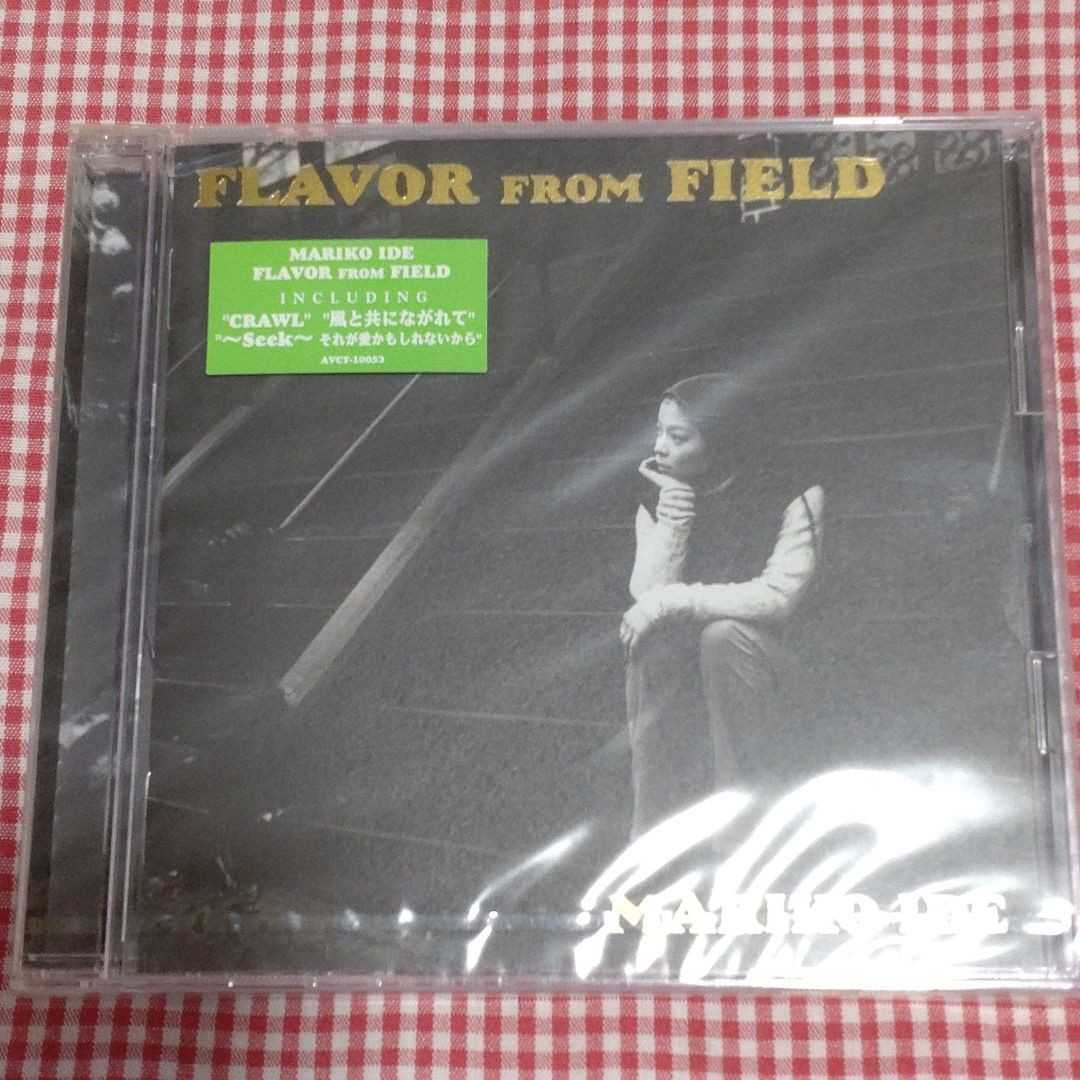 FLAVOR FROM FIELD
MARIKO IDE
FLAVOR FROM FIELD
INCLUDING
"CRAWL" "風と共にながれて"
"〜Seek〜 それが愛かもしれないから"
AVCT-10053
MARIKO IDE